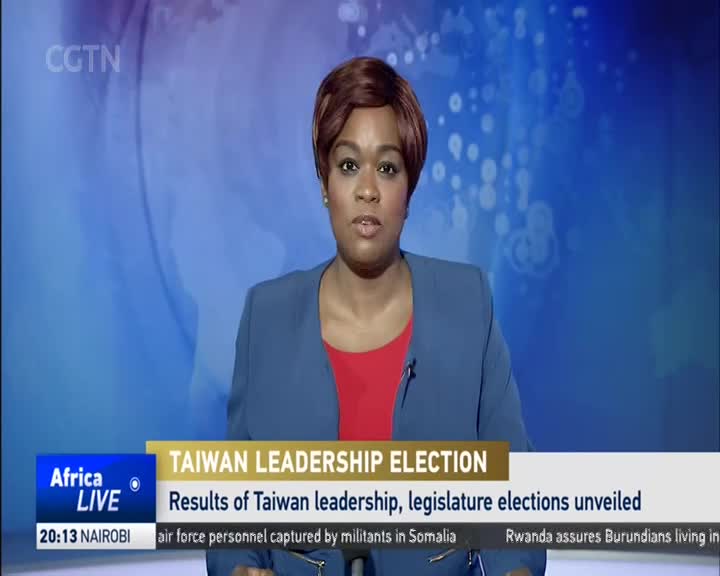 CGTN
TAIWAN LEADERSHIP ELECTION
Africa
LIVE
Results of Taiwan leadership, legislature elections unveiled
20:13 NAIROBI
air force personnel captured by militants in Somalia Rwanda assures Burundians living in